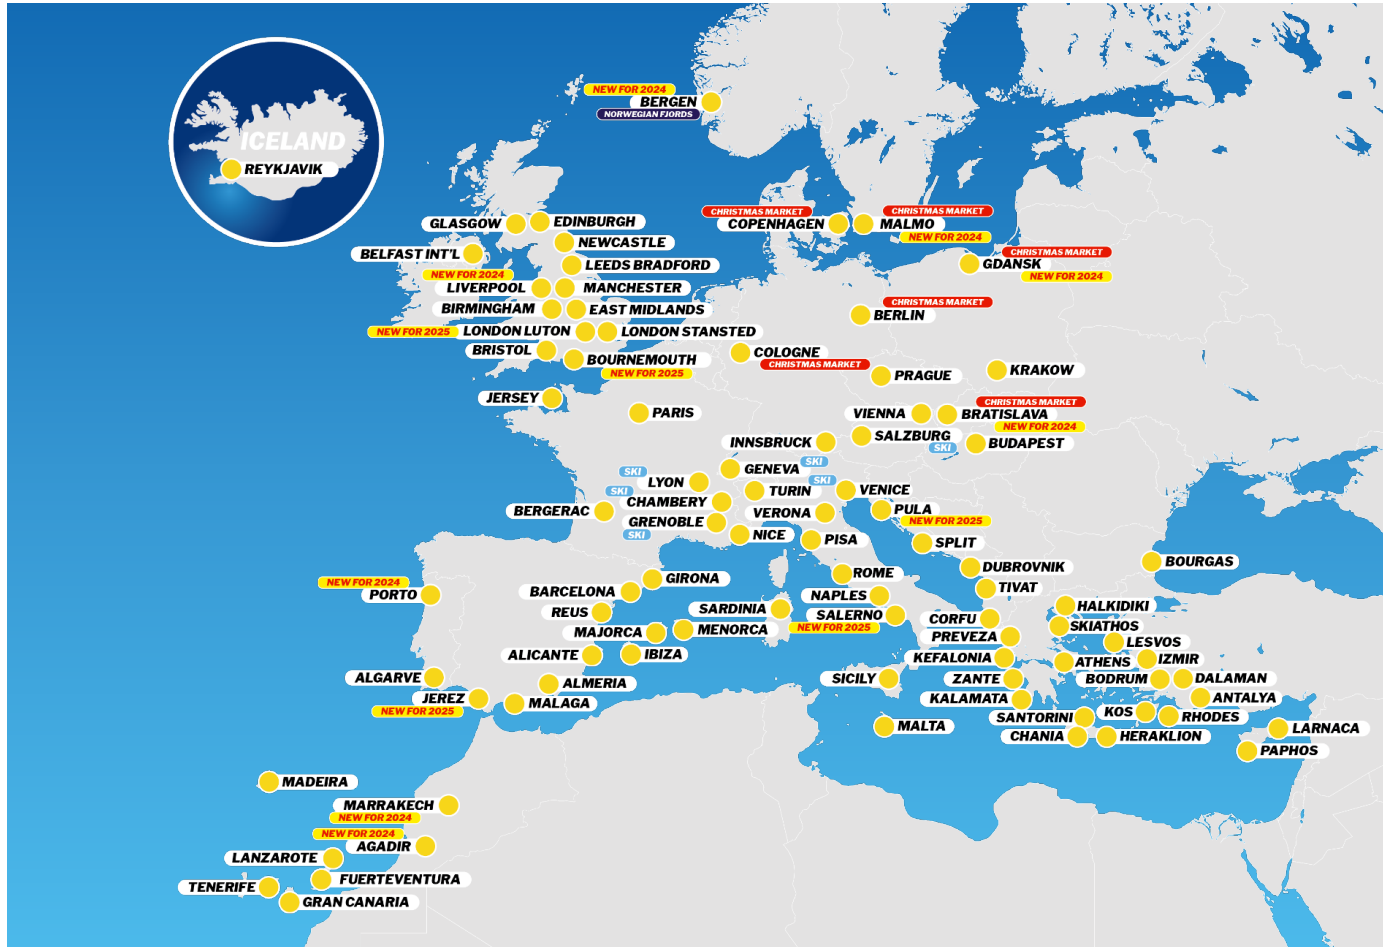 NEW FOR 2024
BERGEN
NORWEGIAN FJORDS
ICELAND
REYKJAVIK
GLASGOW
EDINBURGH
NEWCASTLE
BELFAST INT'L
LEEDS BRADFORD
NEW FOR 2024
LIVERPOOL
MANCHESTER
BIRMINGHAM
EAST MIDLANDS
NEW FOR 2025
LONDON LUTON
LONDON STANSTED
BRISTOL
BOURNEMOUTH
NEW FOR 2025
JERSEY
PARIS
CHRISTMAS MARKET
COPENHAGEN
CHRISTMAS MARKET
MALMO
NEW FOR 2024
CHRISTMAS MARKET
GDANSK
NEW FOR 2024
CHRISTMAS MARKET
BERLIN
COLOGNE
CHRISTMAS MARKET
PRAGUE
KRAKOW
VIENNA
CHRISTMAS MARKET
BRATISLAVA
NEW FOR 2024
SALZBURG
SKI
BUDAPEST
INNSBRUCK
SKI
GENEVA
SKI
LYON
SKI
TURIN
SKI
CHAMBERY
VENICE
BERGERAC
GRENOBLE
SKI
VERONA
PULA
NEW FOR 2025
NICE
PISA
SPLIT
BOURGAS
DUBROVNIK
ROME
TIVAT
NEW FOR 2024
PORTO
GIRONA
BARCELONA
REUS
SARDINIA
NAPLES
SALERNO
NEW FOR 2025
MAJORCA
MENORCA
ALICANTE
IBIZA
CORFU
PREVEZA
KEFALONIA
ZANTE
KALAMATA
HALKIDIKI
SKIATHOS
LESVOS
ATHENS
IZMIR
BODRUM
DALAMAN
ANTALYA
KOS
RHODES
SANTORINI
CHANIA
HERAKLION
LARNACA
PAPHOS
ALGARVE
ALMERIA
JEREZ
NEW FOR 2025
MALAGA
SICILY
MALTA
MADEIRA
MARRAKECH
NEW FOR 2024
NEW FOR 2024
AGADIR
LANZAROTE
FUERTEVENTURA
TENERIFE
GRAN CANARIA